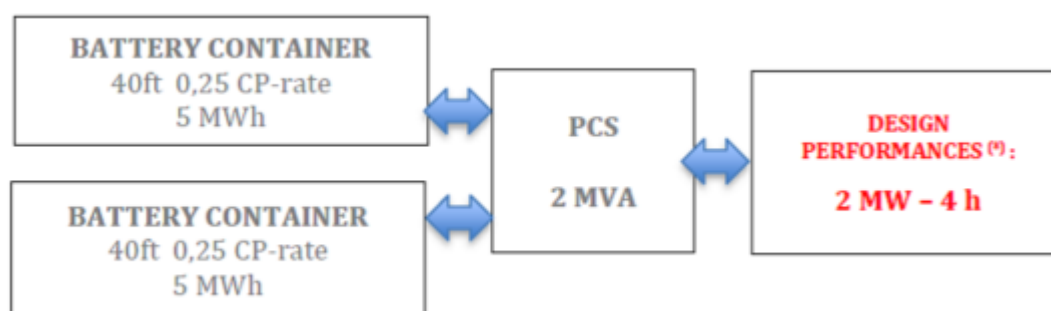 BATTERY CONTAINER
40ft 0,25 CP-rate
5 MWh
BATTERY CONTAINER
40ft 0,25 CP-rate
5 MWh
PCS
2 MVA
DESIGN
PERFORMANCES (*) :
2 MW – 4 h